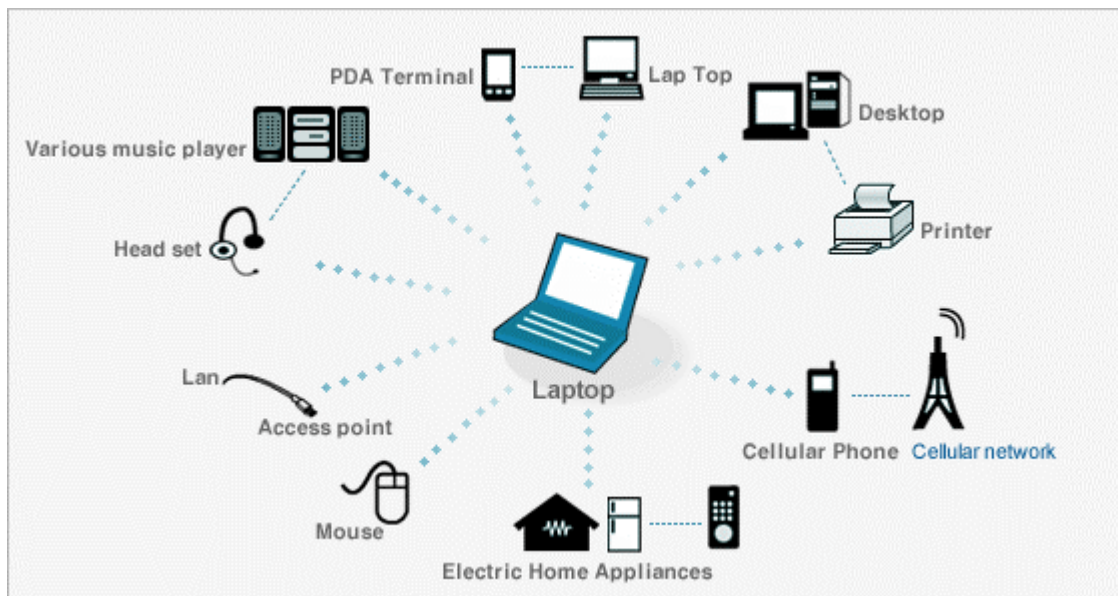 PDA Terminal
Lap Top
Desktop
Various music player
Head set
Printer
Lan
Access point
Laptop
Cellular Phone
Cellular network
Mouse
Electric Home Appliances